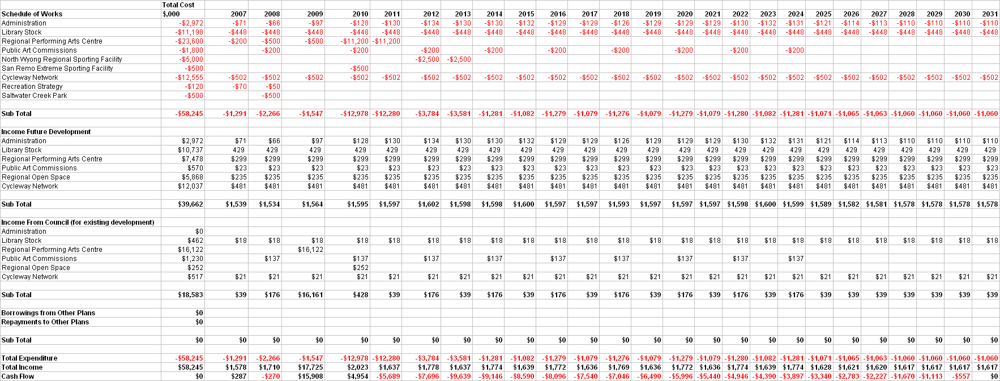 Total Cost
Schedule of Works $,000 2007 2008 2009 2010 2011 2012 2013 2014 2015 2016 2017 2018 2019 2020 2021 2022 2023 2024 2025 2026 2027 2028 2029 2030 2031
Administration -$2,972 -$71 -$66 -$97 -$128 -$130 -$134 -$130 -$130 -$132 -$129 -$129 -$126 -$129 -$129 -$129 -$130 -$132 -$131 -$121 -$114 -$113 -$110 -$110 -$110 -$110
Library Stock -$11,198 -$448 -$448 -$448 -$448 -$448 -$448 -$448 -$448 -$448 -$448 -$448 -$448 -$448 -$448 -$448 -$448 -$448 -$448 -$448 -$448 -$448 -$448 -$448 -$448 -$448
Regional Performing Arts Centre -$23,600 -$200 -$500 -$500 -$11,200 -$11,200
Public Art Commissions -$1,800 -$200 -$200 -$200 -$200 -$200 -$200 -$200 -$200 -$200
North Wyong Regional Sporting Facility -$5,000 -$2,500 -$2,500
San Remo Extreme Sporting Facility -$500 -$500
Cycleway Network -$12,555 -$502 -$502 -$502 -$502 -$502 -$502 -$502 -$502 -$502 -$502 -$502 -$502 -$502 -$502 -$502 -$502 -$502 -$502 -$502 -$502 -$502 -$502 -$502 -$502 -$502
Recreation Strategy -$120 -$70 -$50
Saltwater Creek Park -$500 -$500
Sub Total -$58,245 -$1,291 -$2,266 -$1,547 -$12,978 -$12,280 -$3,784 -$3,581 -$1,281 -$1,082 -$1,279 -$1,079 -$1,276 -$1,079 -$1,279 -$1,079 -$1,280 -$1,082 -$1,281 -$1,071 -$1,065 -$1,063 -$1,060 -$1,060 -$1,060 -$1,060
Income Future Development
Administration $2,972 $71 $66 $97 $128 $130 $134 $130 $130 $132 $129 $129 $126 $129 $129 $129 $130 $132 $131 $121 $114 $113 $110 $110 $110 $110
Library Stock $10,737 429 429 429 429 429 429 429 429 429 429 429 429 429 429 429 429 429 429 429 429 429 429 429 429 429
Regional Performing Arts Centre $7,478 $299 $299 $299 $299 $299 $299 $299 $299 $299 $299 $299 $299 $299 $299 $299 $299 $299 $299 $299 $299 $299 $299 $299 $299 $299
Public Art Commissions $570 $23 $23 $23 $23 $23 $23 $23 $23 $23 $23 $23 $23 $23 $23 $23 $23 $23 $23 $23 $23 $23 $23 $23 $23 $23
Regional Open Space $5,868 $235 $235 $235 $235 $235 $235 $235 $235 $235 $235 $235 $235 $235 $235 $235 $235 $235 $235 $235 $235 $235 $235 $235 $235 $235
Cycleway Network $12,037 $481 $481 $481 $481 $481 $481 $481 $481 $481 $481 $481 $481 $481 $481 $481 $481 $481 $481 $481 $481 $481 $481 $481 $481 $481
Sub Total $39,662 $1,539 $1,534 $1,564 $1,595 $1,597 $1,602 $1,598 $1,598 $1,600 $1,597 $1,597 $1,593 $1,597 $1,597 $1,597 $1,598 $1,600 $1,599 $1,589 $1,582 $1,581 $1,578 $1,578 $1,578 $1,578
Income From Council (for existing development)
Administration $0
Library Stock $462 $18 $18 $18 $18 $18 $18 $18 $18 $18 $18 $18 $18 $18 $18 $18 $18 $18 $18 $18 $18 $18 $18 $18 $18 $18
Regional Performing Arts Centre $16,122 $16,122
Public Art Commissions $1,230 $137 $137 $137 $137 $137 $137 $137 $137 $137
Regional Open Space $252 $252
Cycleway Network $517 $21 $21 $21 $21 $21 $21 $21 $21 $21 $21 $21 $21 $21 $21 $21 $21 $21 $21 $21 $21 $21 $21 $21 $21 $21
Sub Total $18,583 $39 $176 $16,161 $428 $39 $176 $39 $176 $39 $176 $39 $176 $39 $176 $39 $176 $39 $176 $39 $39 $39 $39 $39 $39 $39
Borrowings from Other Plans $0
Repayments to Other Plans $0
Sub Total $0 $0 $0 $0 $0 $0 $0 $0 $0 $0 $0 $0 $0 $0 $0 $0 $0 $0 $0 $0 $0 $0 $0 $0 $0 $0
Total Expenditure -$58,245 -$1,291 -$2,266 -$1,547 -$12,978 -$12,280 -$3,784 -$3,581 -$1,281 -$1,082 -$1,279 -$1,079 -$1,276 -$1,079 -$1,279 -$1,079 -$1,280 -$1,082 -$1,281 -$1,071 -$1,065 -$1,063 -$1,060 -$1,060 -$1,060 -$1,060
Total Income $58,245 $1,578 $1,710 $17,725 $2,023 $1,637 $1,778 $1,637 $1,774 $1,639 $1,772 $1,636 $1,769 $1,636 $1,772 $1,636 $1,774 $1,639 $1,774 $1,628 $1,621 $1,620 $1,617 $1,617 $1,617 $1,617
Cash Flow $0 $287 -$270 $15,908 $4,954 -$5,689 -$7,696 -$9,639 -$9,146 -$8,590 -$8,096 -$7,540 -$7,046 -$6,490 -$5,996 -$5,440 -$4,946 -$4,390 -$3,897 -$3,340 -$2,783 -$2,227 -$1,670 -$1,113 -$557 $0